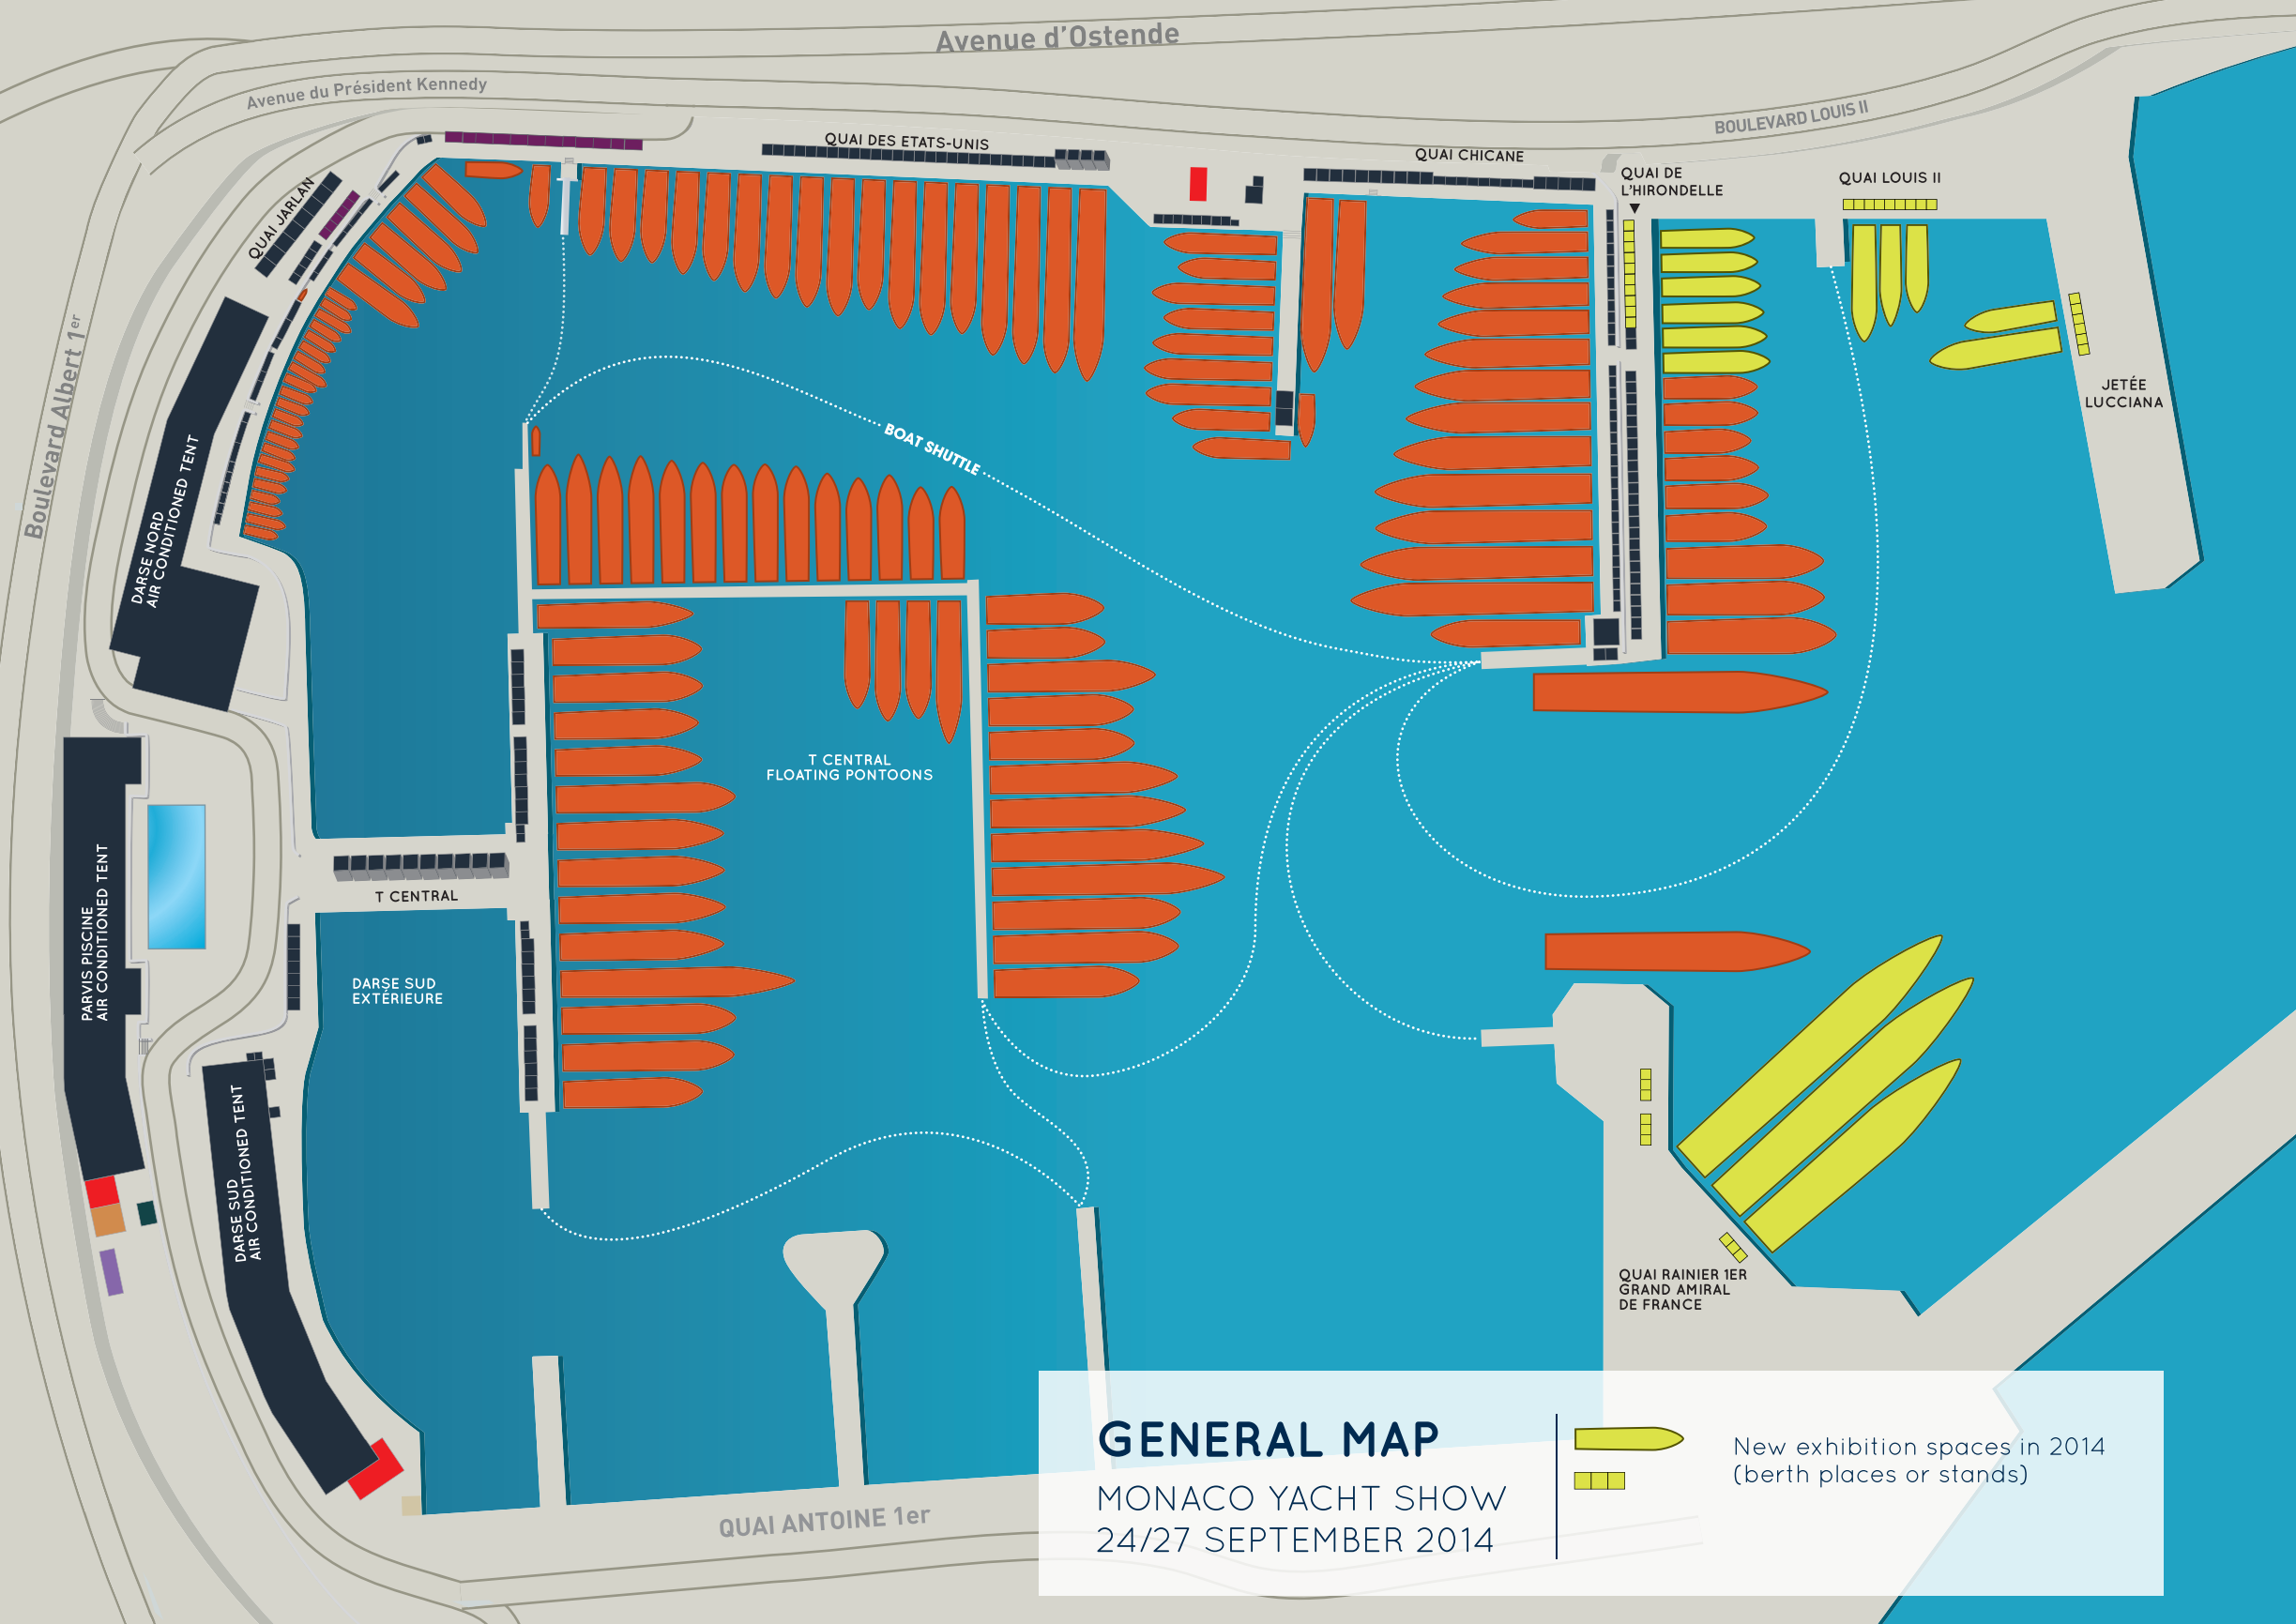 Avenue d'Ostende
Avenue du Président Kennedy
BOULEVARD LOUIS II
QUAI DES ETATS-UNIS
QUAI CHICANE
QUAI DE
L'HIRONDELLE
QUAI LOUIS II
QUAI JARLAN
Boulevard Albert 1er
JETÉE
LUCCIANA
BOAT SHUTTLE
DARSE NORD
AIR CONDITIONED TENT
T CENTRAL
FLOATING PONTOONS
T CENTRAL
PARVIS PISCINE
AIR CONDITIONED TENT
DARSE SUD
EXTÉRIEURE
DARSE SUD
AIR CONDITIONED TENT
QUAI RAINIER 1ER
GRAND AMIRAL
DE FRANCE
QUAI ANTOINE 1er
GENERAL MAP
MONACO YACHT SHOW
24/27 SEPTEMBER 2014
New exhibition spaces in 2014
(berth places or stands)